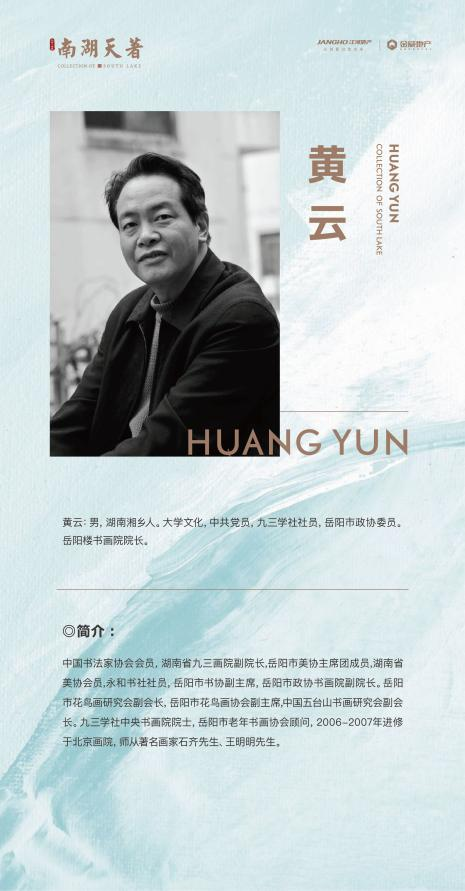 南湖天著
COLLECTION OF SOUTH LAKE
JANGHO 江河地产
金碧地产
黄云
HUANG YUN
COLLECTION OF SOUTH LAKE
HUANG YUN
黄云：男，湖南湘乡人。大学文化，中共党员，九三学社社员，岳阳市政协委员。
岳阳楼书画院院长。
◎简介：
中国书法家协会会员，湖南省九三画院副院长,岳阳市美协主席团成员,湖南省
美协会员,永和书社社员，岳阳市书协副主席，岳阳市政协书画院副院长。岳阳
市花鸟画研究会副会长，岳阳市花鸟画协会副主席,中国五台山书画研究会副会
长。九三学社中央书画院院士，岳阳市老年书画协会顾问，2006-2007年进修
于北京画院，师从著名画家石齐先生、王明明先生。